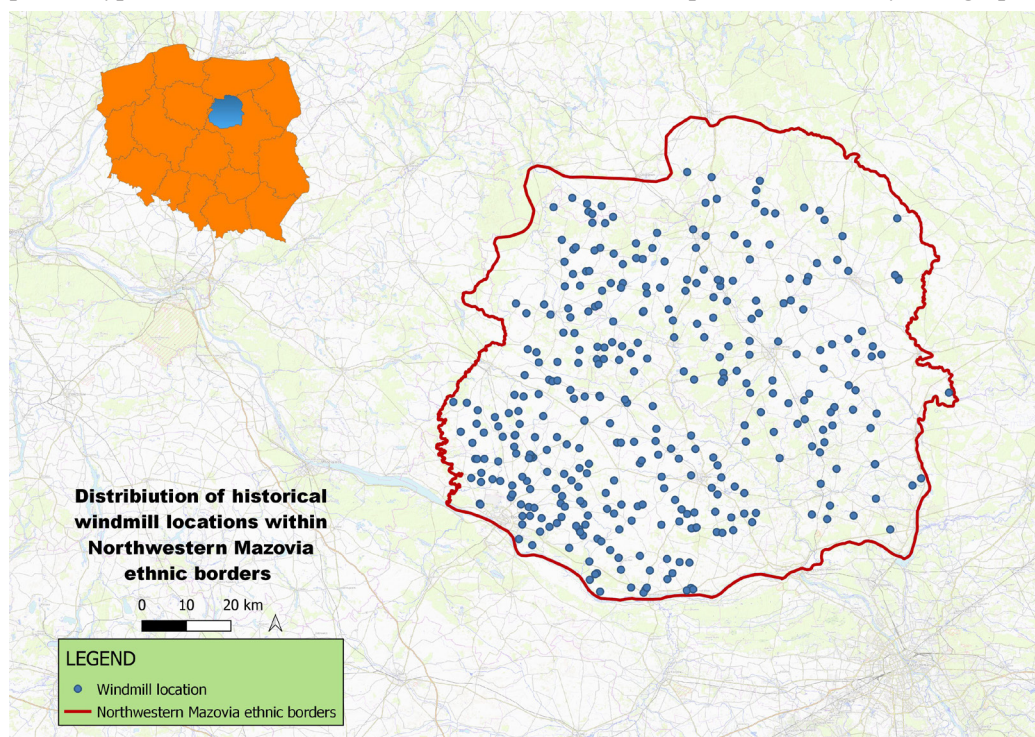 Distribiution of historical
windmill locations within
Northwestern Mazovia
ethnic borders
0 10 20 km
LEGEND
Windmill location
Northwestern Mazovia ethnic borders